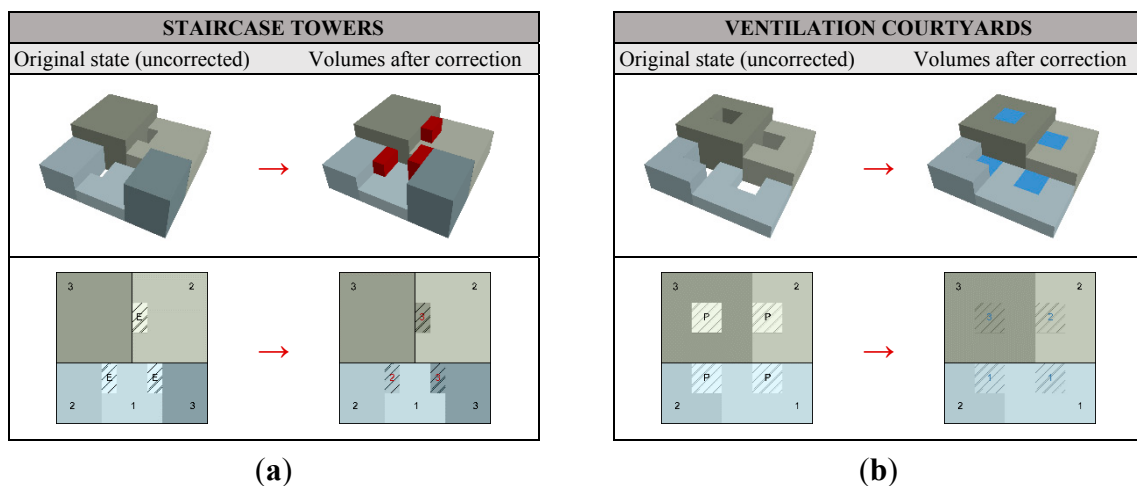 STAIRCASE TOWERS
Original state (uncorrected) Volumes after correction
→
3 2 3 2
E 3
→
E E 2 3
2 1 3 2 1 3
(a)
VENTILATION COURTYARDS
Original state (uncorrected) Volumes after correction
→
3 2 3 2
P P 3 2
→
P P 1 1
2 1 2 1
(b)